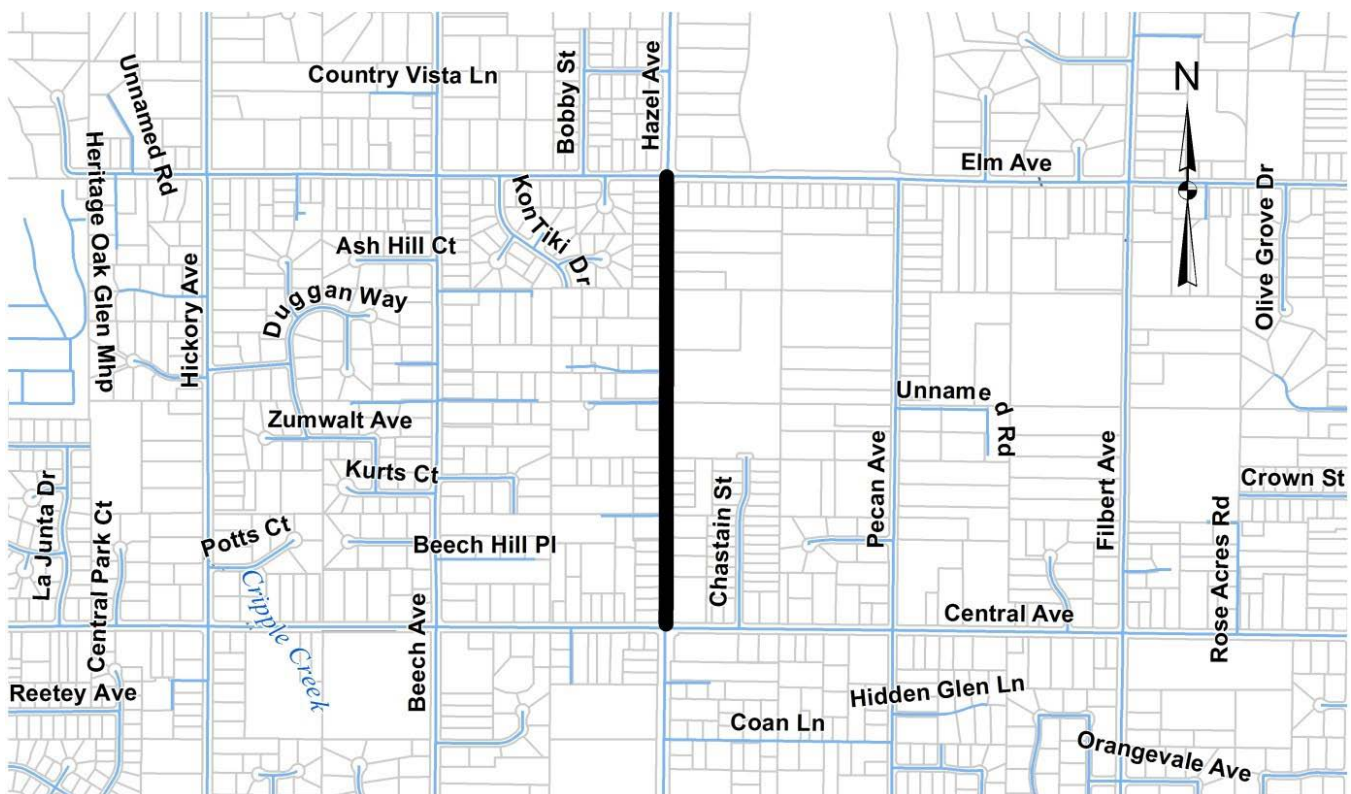 Country Vista Ln
Unnamed Rd
Bobby St
Hazel Ave
N
Elm Ave
Heritage Oak Glen Mhp
KonTiki Dr
Olive Grove Dr
Ash Hill Ct
Hickory Ave
Duggan Way
Unnamed Rd
Zumwalt Ave
Pecan Ave
Filbert Ave
Kurts Ct
Crown St
La Junta Dr
Central Park Ct
Potts Ct
Beech Hill Pl
Chastain St
Rose Acres Rd
Cripple Creek
Beech Ave
Central Ave
Reetey Ave
Hidden Glen Ln
Coan Ln
Orangevale Ave